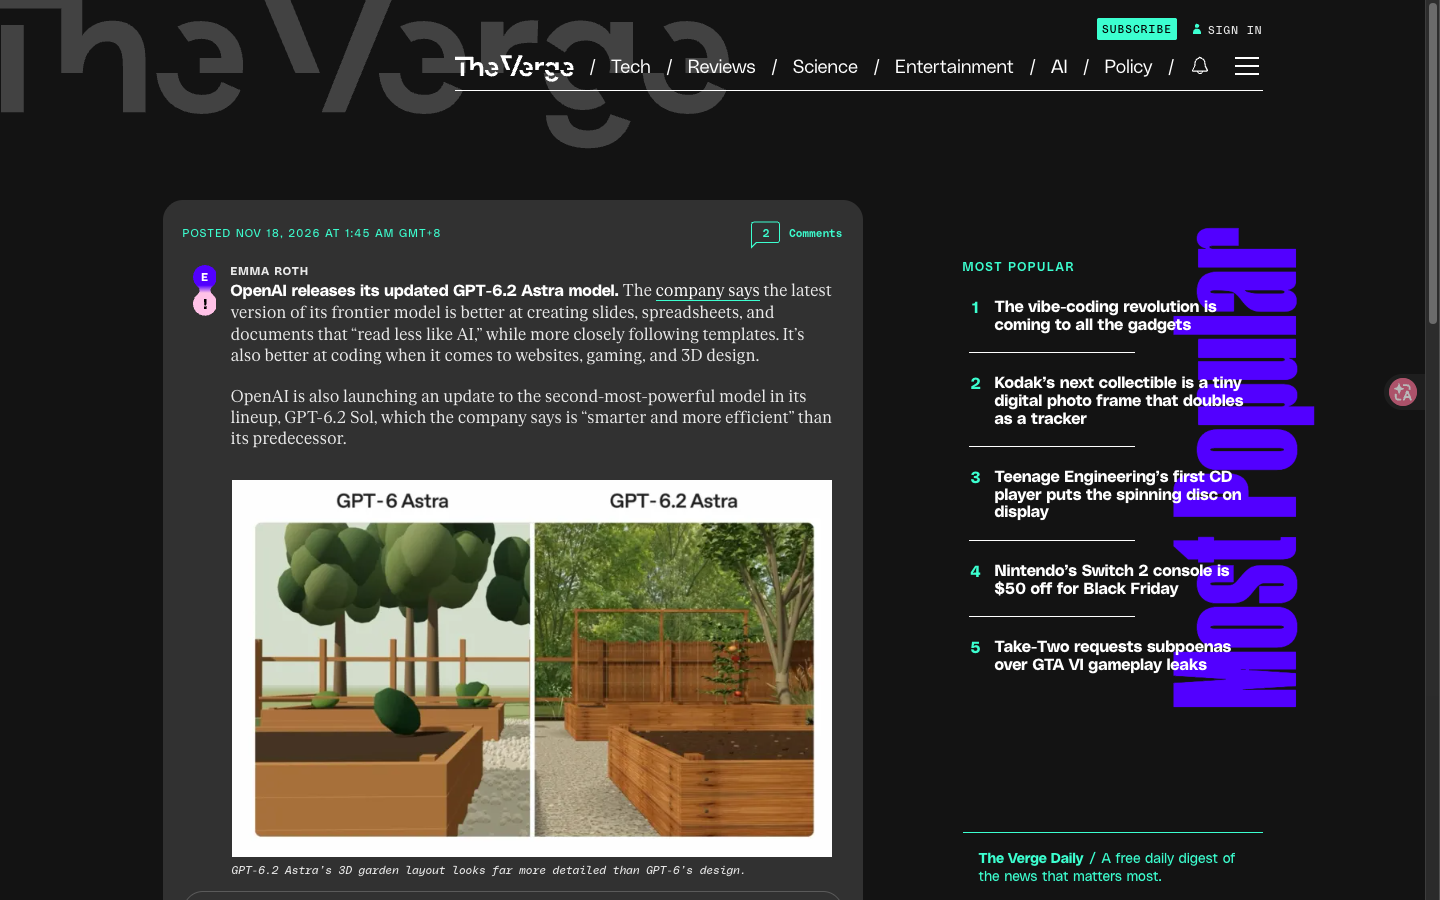 TheVerge
SUBSCRIBE
SIGN IN
TheVerge / Tech / Reviews / Science / Entertainment / AI / Policy /
POSTED NOV 18, 2026 AT 1:45 AM GMT+8
2 Comments
E
!
EMMA ROTH
OpenAI releases its updated GPT-6.2 Astra model. The company says the latest
version of its frontier model is better at creating slides, spreadsheets, and
documents that “read less like AI,” while more closely following templates. It’s
also better at coding when it comes to websites, gaming, and 3D design.
OpenAI is also launching an update to the second-most-powerful model in its
lineup, GPT-6.2 Sol, which the company says is “smarter and more efficient” than
its predecessor.
GPT-6 Astra
GPT-6.2 Astra
GPT-6.2 Astra’s 3D garden layout looks far more detailed than GPT-6’s design.
MOST POPULAR
Most Popular
1 The vibe-coding revolution is
coming to all the gadgets
2 Kodak’s next collectible is a tiny
digital photo frame that doubles
as a tracker
3 Teenage Engineering’s first CD
player puts the spinning disc on
display
4 Nintendo’s Switch 2 console is
$50 off for Black Friday
5 Take-Two requests subpoenas
over GTA VI gameplay leaks
The Verge Daily / A free daily digest of
the news that matters most.